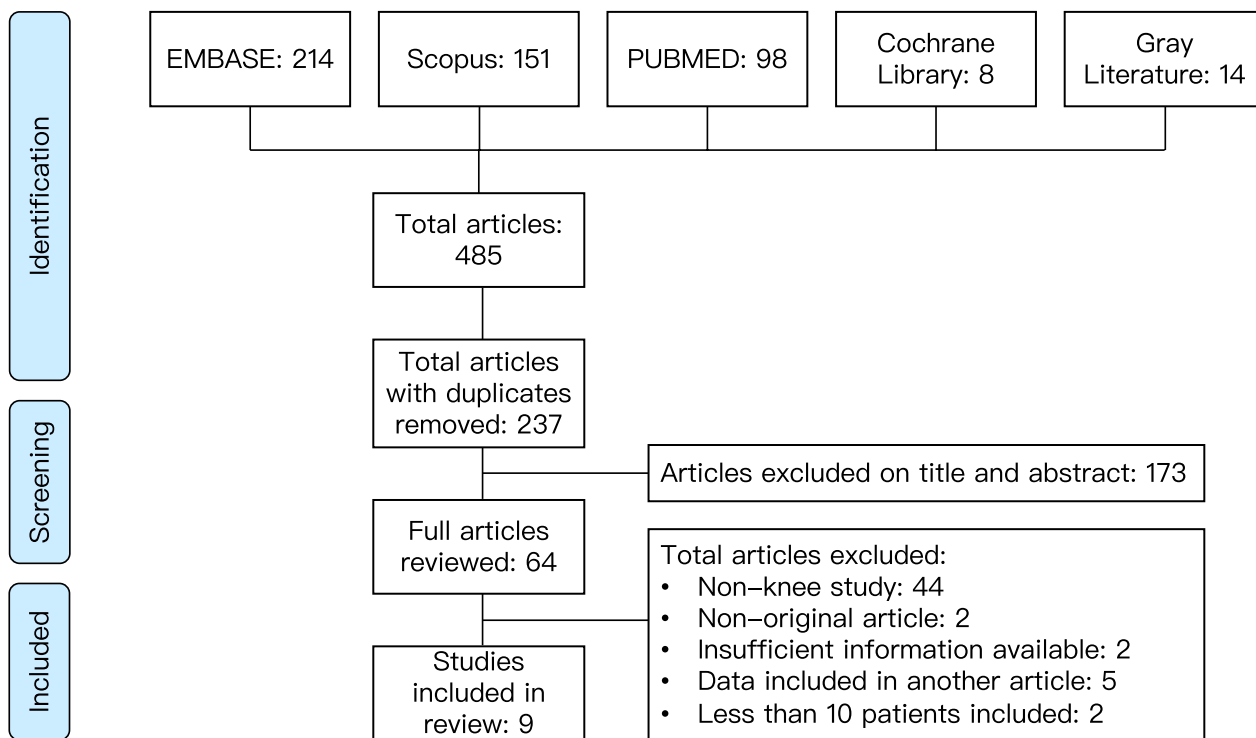 Identification
EMBASE: 214
Scopus: 151
PUBMED: 98
Cochrane
Library: 8
Gray
Literature: 14
Total articles:
485
Total articles
with duplicates
removed: 237
Screening
Articles excluded on title and abstract: 173
Full articles
reviewed: 64
Total articles excluded:
• Non–knee study: 44
• Non–original article: 2
• Insufficient information available: 2
• Data included in another article: 5
• Less than 10 patients included: 2
Included
Studies
included in
review: 9